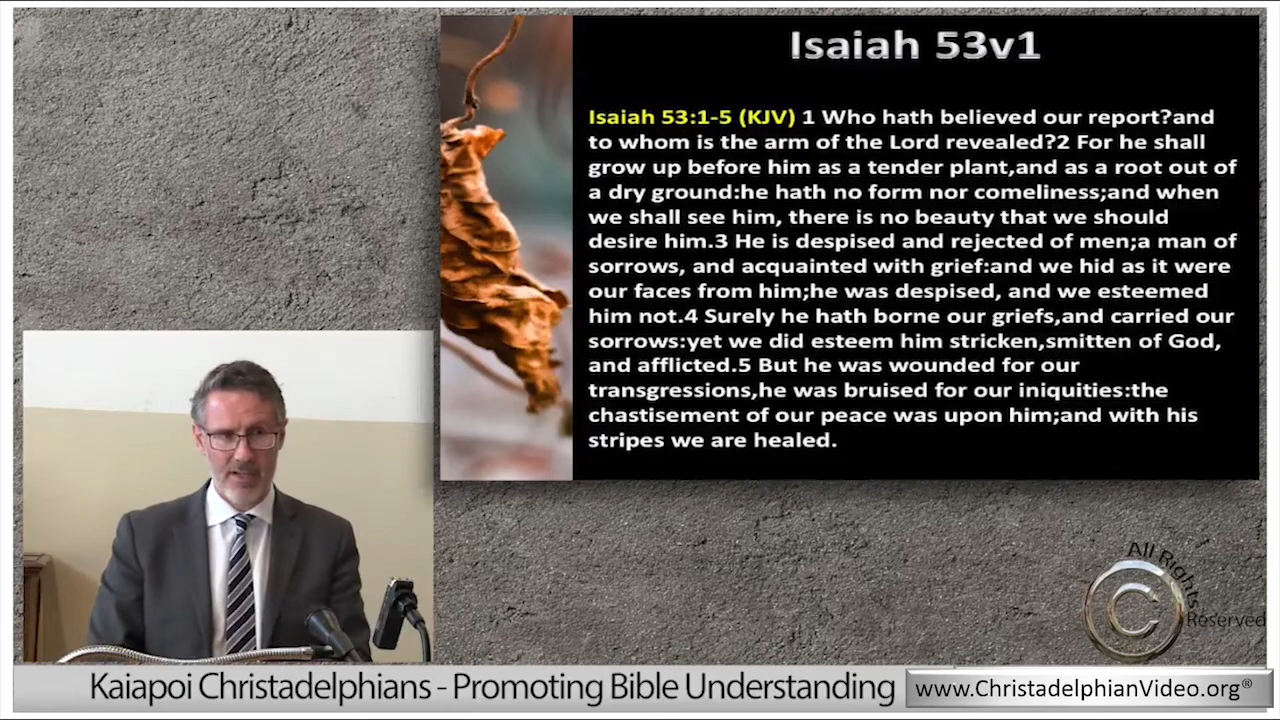 Isaiah 53v1
Isaiah 53:1-5 (KJV) 1 Who hath believed our report?and
to whom is the arm of the Lord revealed?2 For he shall
grow up before him as a tender plant,and as a root out of
a dry ground:he hath no form nor comeliness;and when
we shall see him, there is no beauty that we should
desire him.3 He is despised and rejected of men;a man of
sorrows, and acquainted with grief:and we hid as it were
our faces from him;he was despised, and we esteemed
him not.4 Surely he hath borne our griefs,and carried our
sorrows:yet we did esteem him stricken,smitten of God,
and afflicted.5 But he was wounded for our
transgressions,he was bruised for our iniquities:the
chastisement of our peace was upon him;and with his
stripes we are healed.
All Rights
Reserved
©
Kaiapoi Christadelphians - Promoting Bible Understanding
www.ChristadelphianVideo.org®